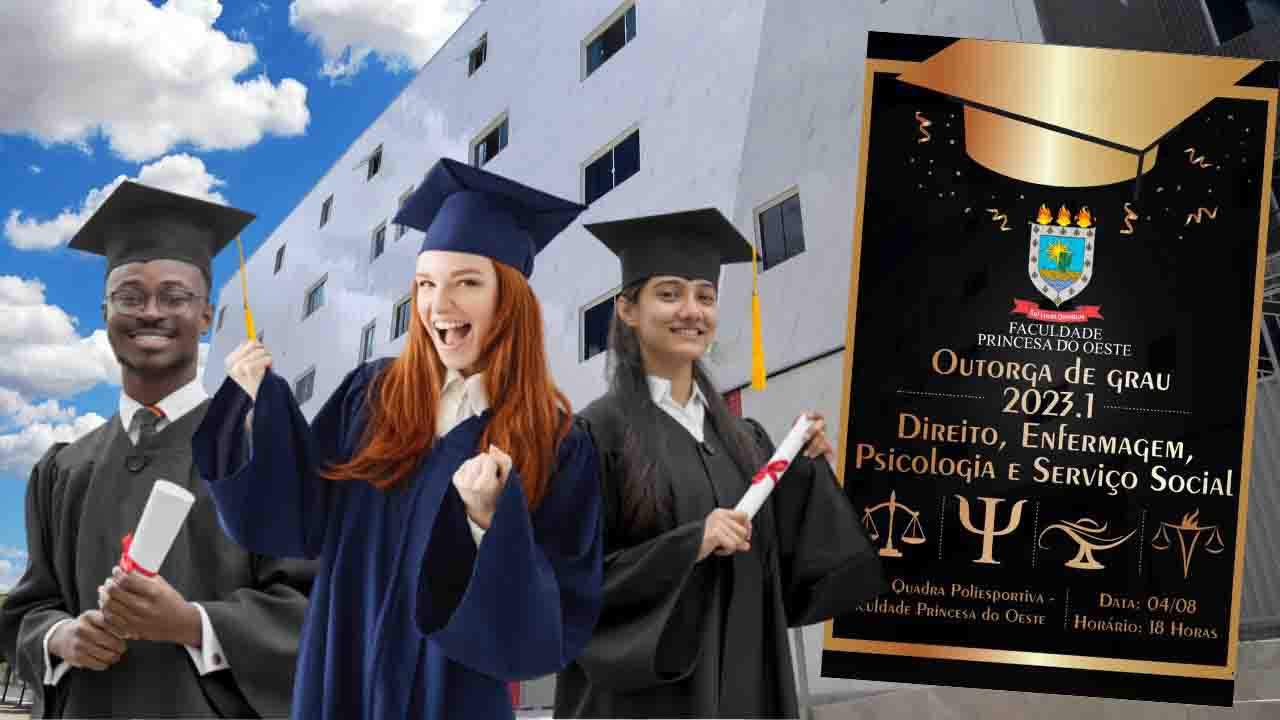 FACULDADE
PRINCESA DO OESTE
OUTORGA DE GRAU
2023.1
DIREITO, ENFERMAGEM,
PSICOLOGIA E SERVIÇO SOCIAL
QUADRA POLIESPORTIVA -
PRINCESA DO OESTE
DATA: 04/08
HORÁRIO: 18 HORAS